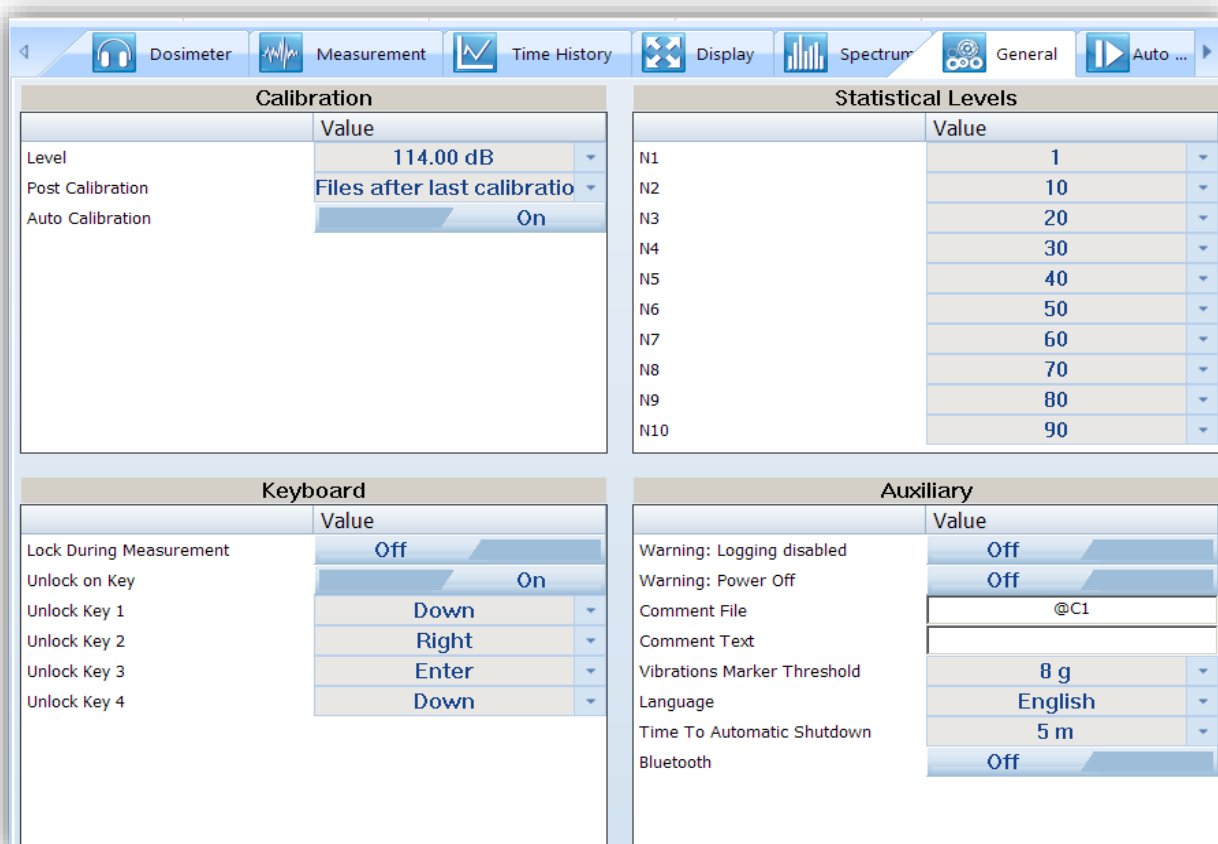 Dosimeter Measurement Time History Display Spectrum General Auto ...
Calibration
Value
Level 114.00 dB
Post Calibration Files after last calibratio
Auto Calibration On
Statistical Levels
Value
N1 1
N2 10
N3 20
N4 30
N5 40
N6 50
N7 60
N8 70
N9 80
N10 90
Keyboard
Value
Lock During Measurement Off
Unlock on Key On
Unlock Key 1 Down
Unlock Key 2 Right
Unlock Key 3 Enter
Unlock Key 4 Down
Auxiliary
Value
Warning: Logging disabled Off
Warning: Power Off Off
Comment File @C1
Comment Text
Vibrations Marker Threshold 8 g
Language English
Time To Automatic Shutdown 5 m
Bluetooth Off